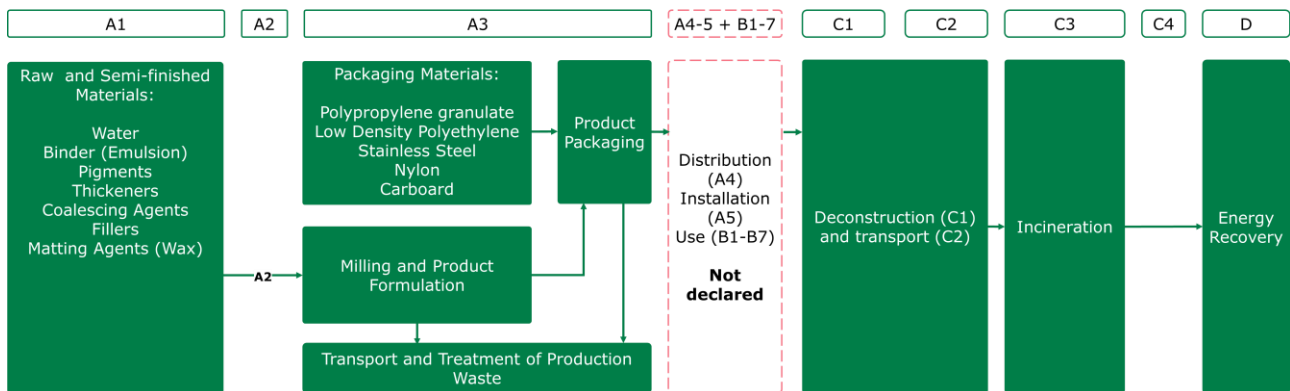 A1
A2
A3
A4-5 + B1-7
C1
C2
C3
C4
D
Raw and Semi-finished
Materials:
Water
Binder (Emulsion)
Pigments
Thickeners
Coalescing Agents
Fillers
Matting Agents (Wax)
A2
Packaging Materials:
Polypropylene granulate
Low Density Polyethylene
Stainless Steel
Nylon
Carboard
Product
Packaging
Milling and Product
Formulation
Transport and Treatment of Production
Waste
Distribution
(A4)
Installation
(A5)
Use (B1-B7)
Not
declared
Deconstruction (C1)
and transport (C2)
Incineration
Energy
Recovery